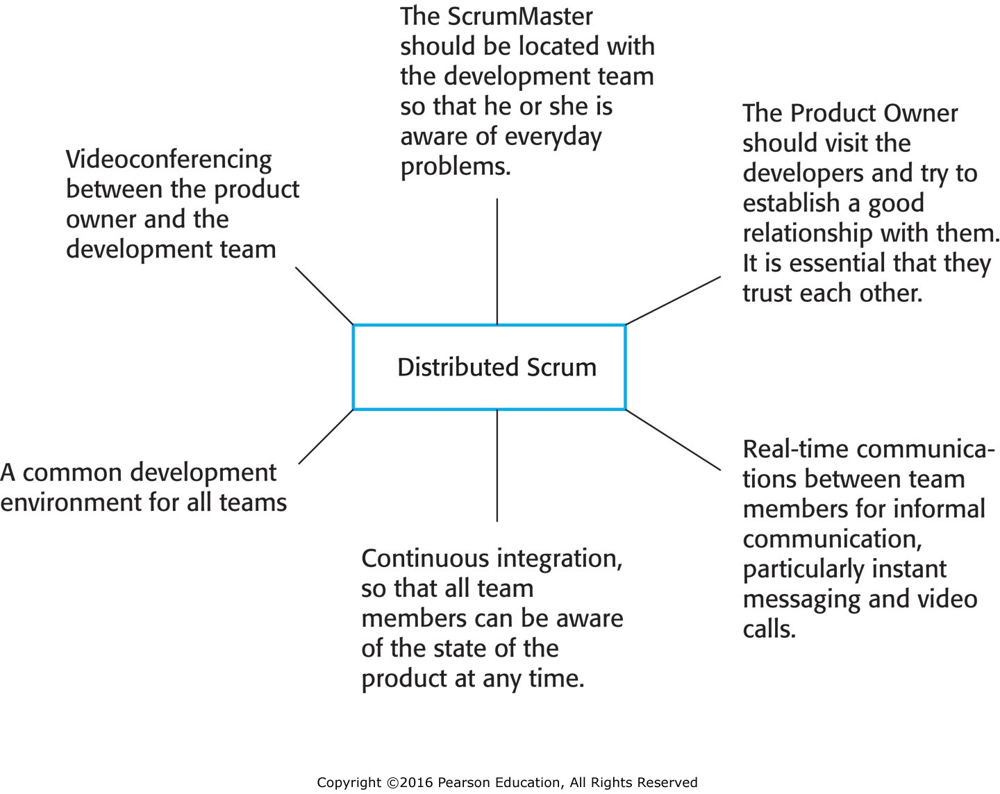 The ScrumMaster
should be located with
the development team
so that he or she is
aware of everyday
problems.
The Product Owner
should visit the
developers and try to
establish a good
relationship with them.
It is essential that they
trust each other.
Videoconferencing
between the product
owner and the
development team
Distributed Scrum
A common development
environment for all teams
Real-time communica-
tions between team
members for informal
communication,
particularly instant
messaging and video
calls.
Continuous integration,
so that all team
members can be aware
of the state of the
product at any time.
Copyright ©2016 Pearson Education, All Rights Reserved